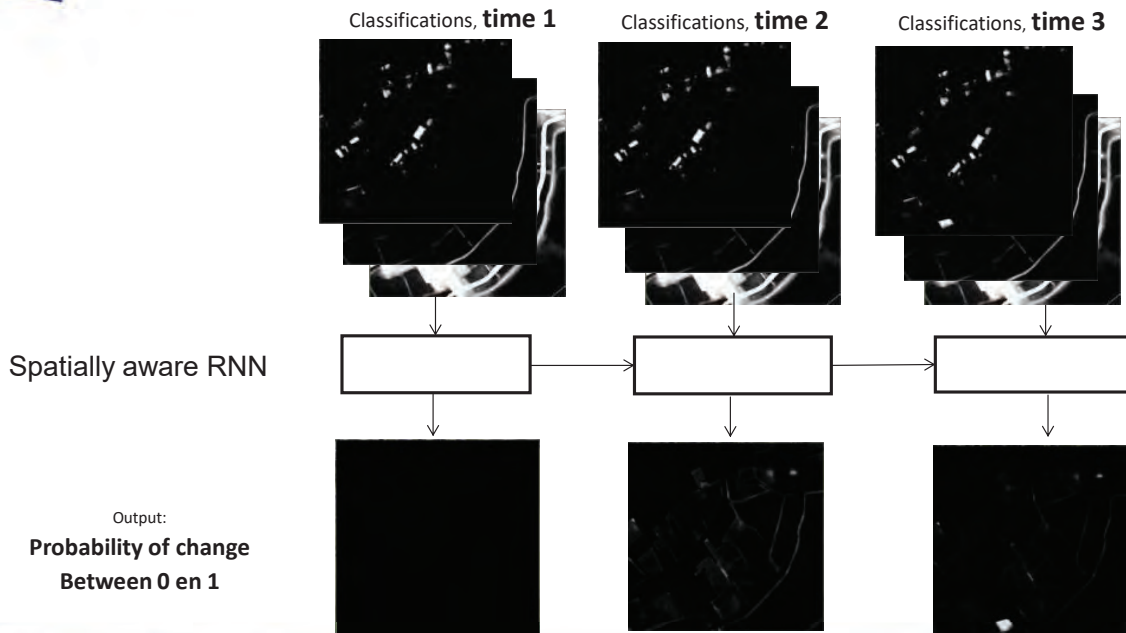 Classifications, time 1
Classifications, time 2
Classifications, time 3
Spatially aware RNN
Output:
Probability of change
Between 0 en 1